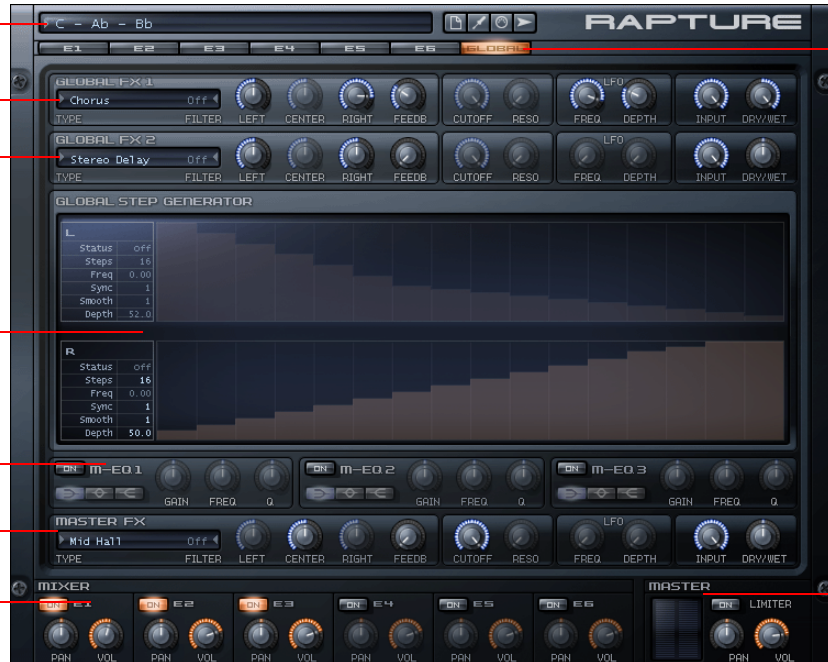 C - Ab - Bb
RAPTURE
E1 E2 E3 E4 E5 E6 GLOBAL
GLOBAL FX 1 LFO
Chorus Off
TYPE FILTER LEFT CENTER RIGHT FEEDB CUTOFF RESO FREQ DEPTH INPUT DRY/WET
GLOBAL FX 2 LFO
Stereo Delay Off
TYPE FILTER LEFT CENTER RIGHT FEEDB CUTOFF RESO FREQ DEPTH INPUT DRY/WET
GLOBAL STEP GENERATOR
L
Status Off
Steps 16
Freq 0.00
Sync 1
Smooth 1
Depth 52.0
R
Status Off
Steps 16
Freq 0.00
Sync 1
Smooth 1
Depth 50.0
ON M-EQ 1 ON M-EQ 2 ON M-EQ 3
GAIN FREQ Q GAIN FREQ Q GAIN FREQ Q
MASTER FX LFO
Mid Hall Off
TYPE FILTER LEFT CENTER RIGHT FEEDB CUTOFF RESO FREQ DEPTH INPUT DRY/WET
MIXER MASTER
ON E1 ON E2 ON E3 ON E4 ON E5 ON E6 ON LIMITER
PAN VOL PAN VOL PAN VOL PAN VOL PAN VOL PAN VOL PAN VOL